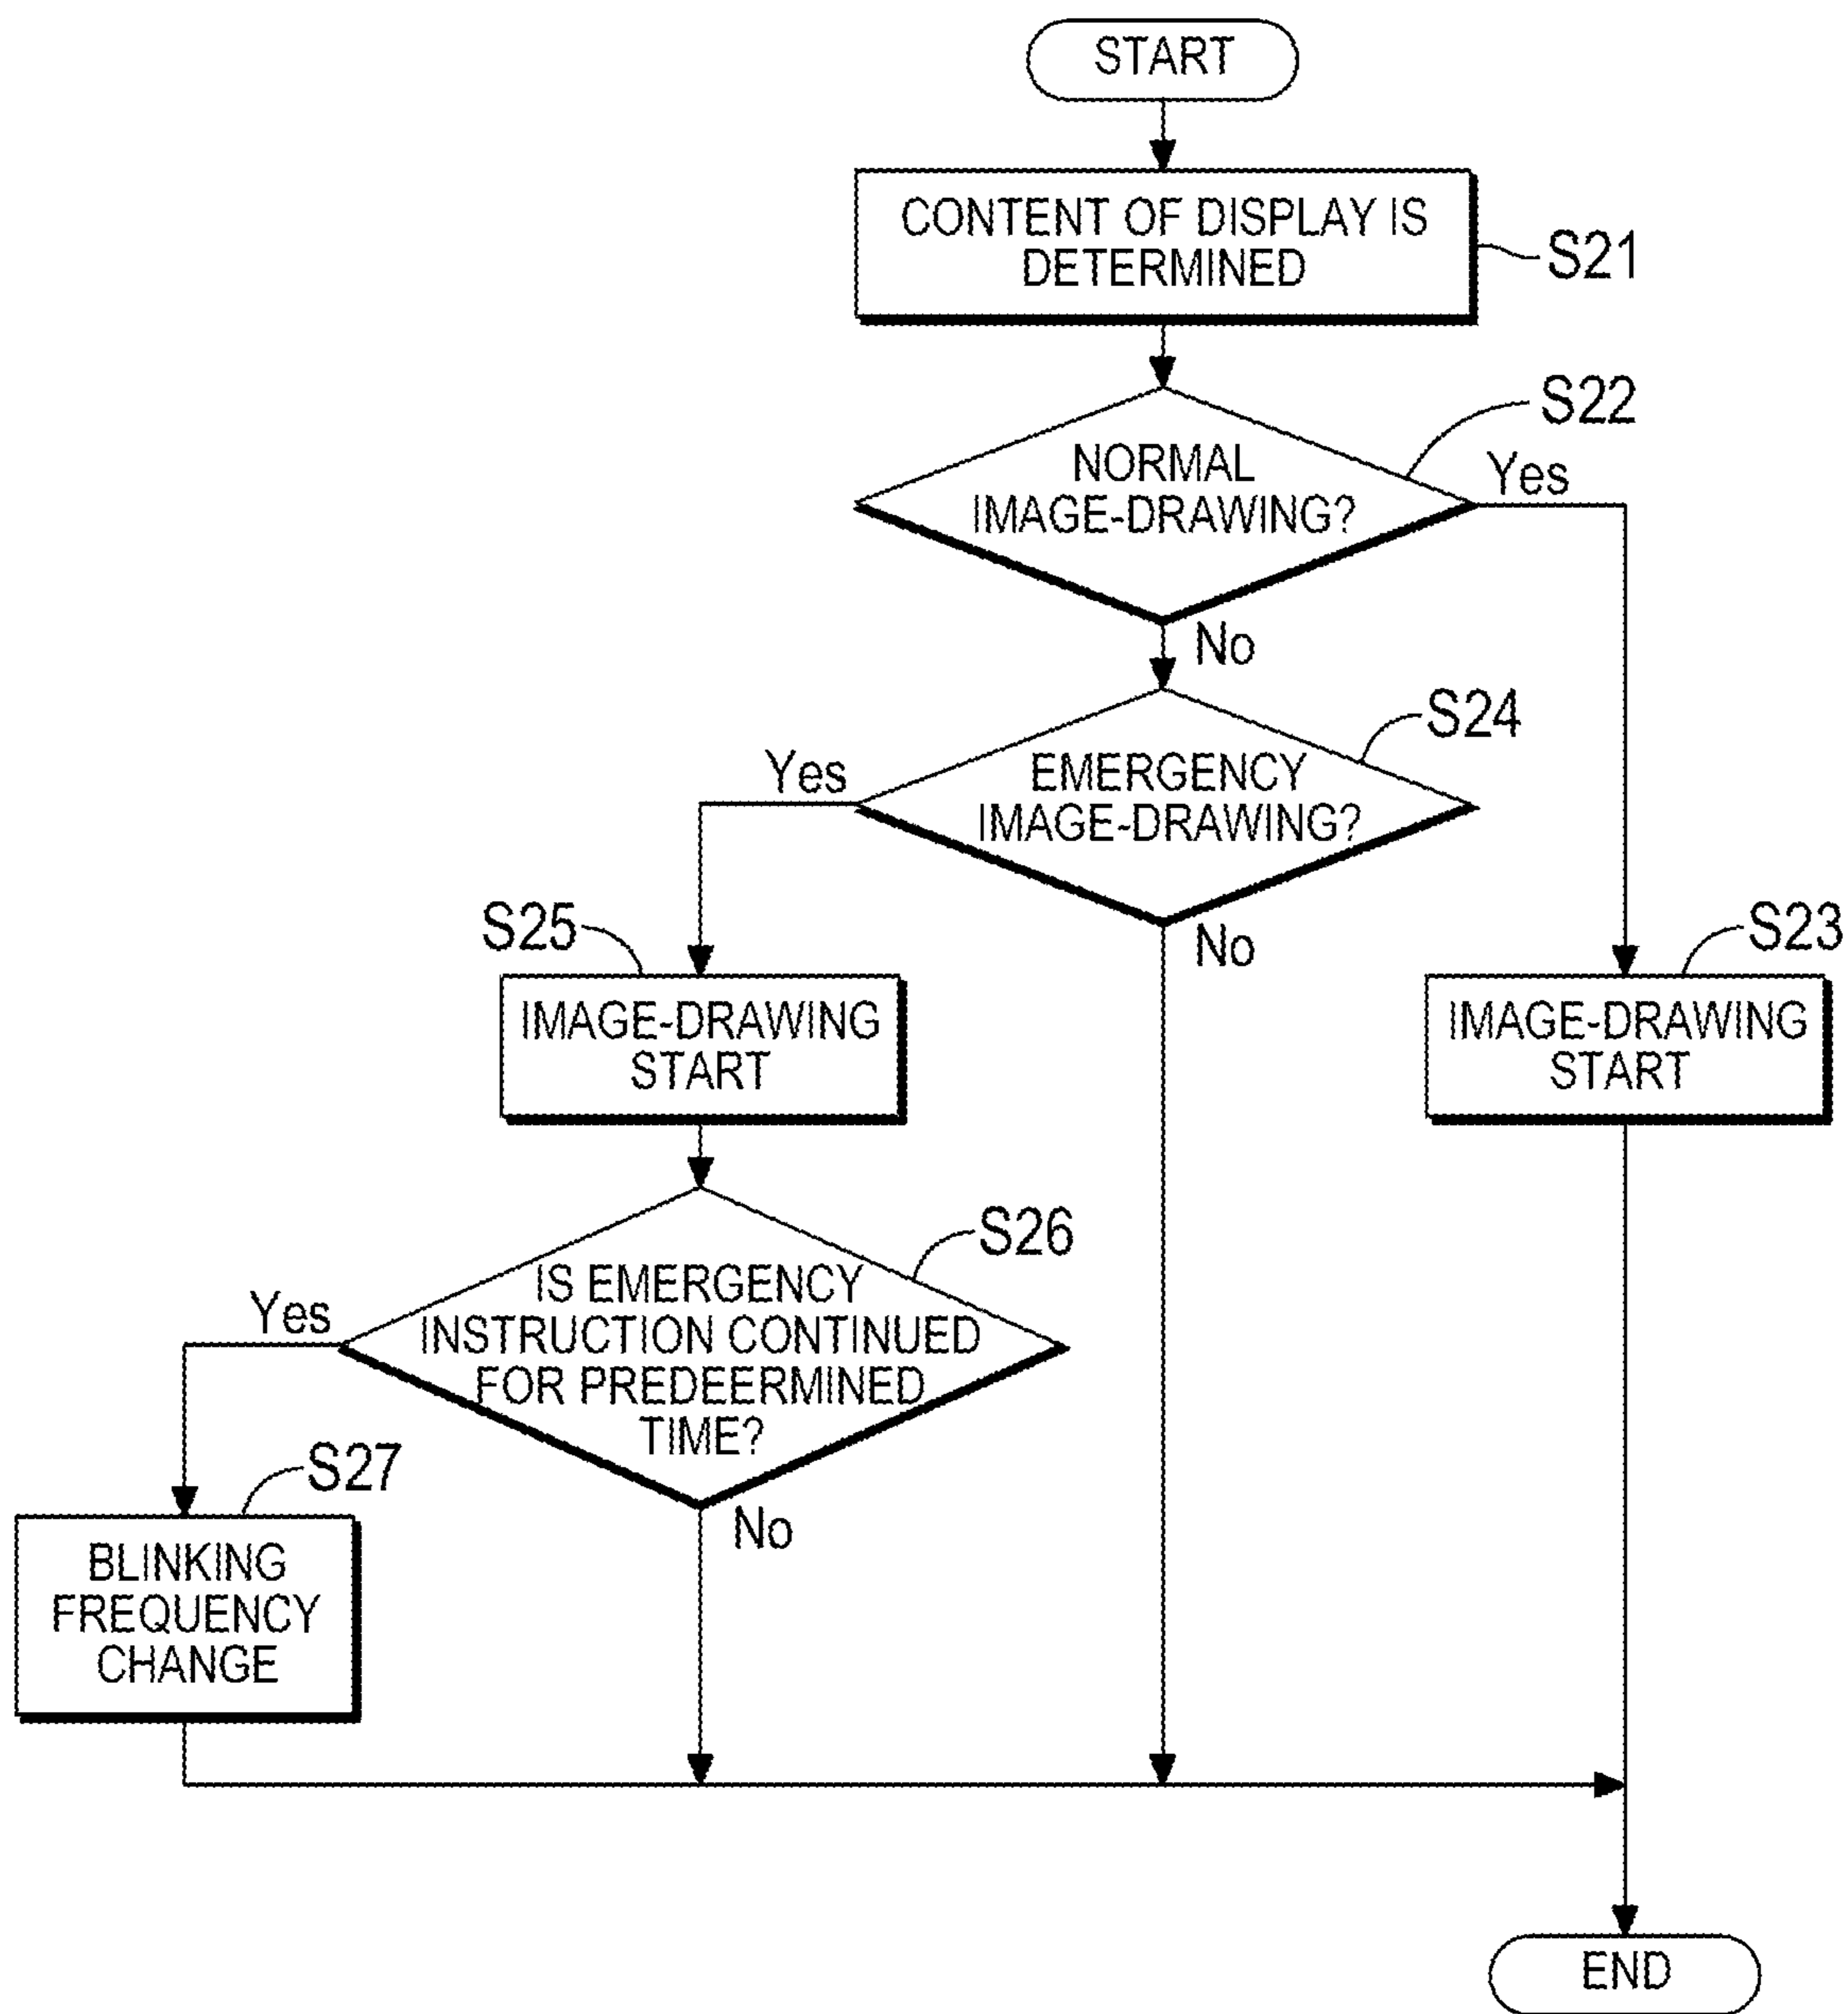 START
CONTENT OF DISPLAY IS
DETERMINED
S21
S22
NORMAL
IMAGE-DRAWING?
Yes
No
S24
EMERGENCY
IMAGE-DRAWING?
Yes
No
S25
IMAGE-DRAWING
START
S23
IMAGE-DRAWING
START
S26
IS EMERGENCY
INSTRUCTION CONTINUED
FOR PREDEERMINED
TIME?
Yes
No
S27
BLINKING
FREQUENCY
CHANGE
END